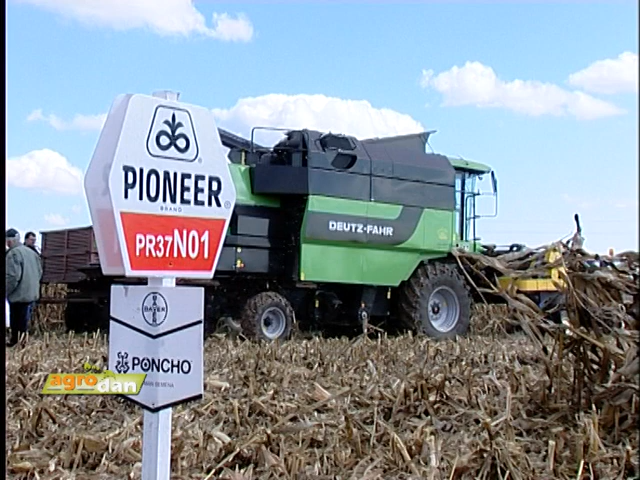 PIONEER
®
BRAND ®
PR37N01
BAYER
PONCHO
DEUTZ-FAHR
agro
dan